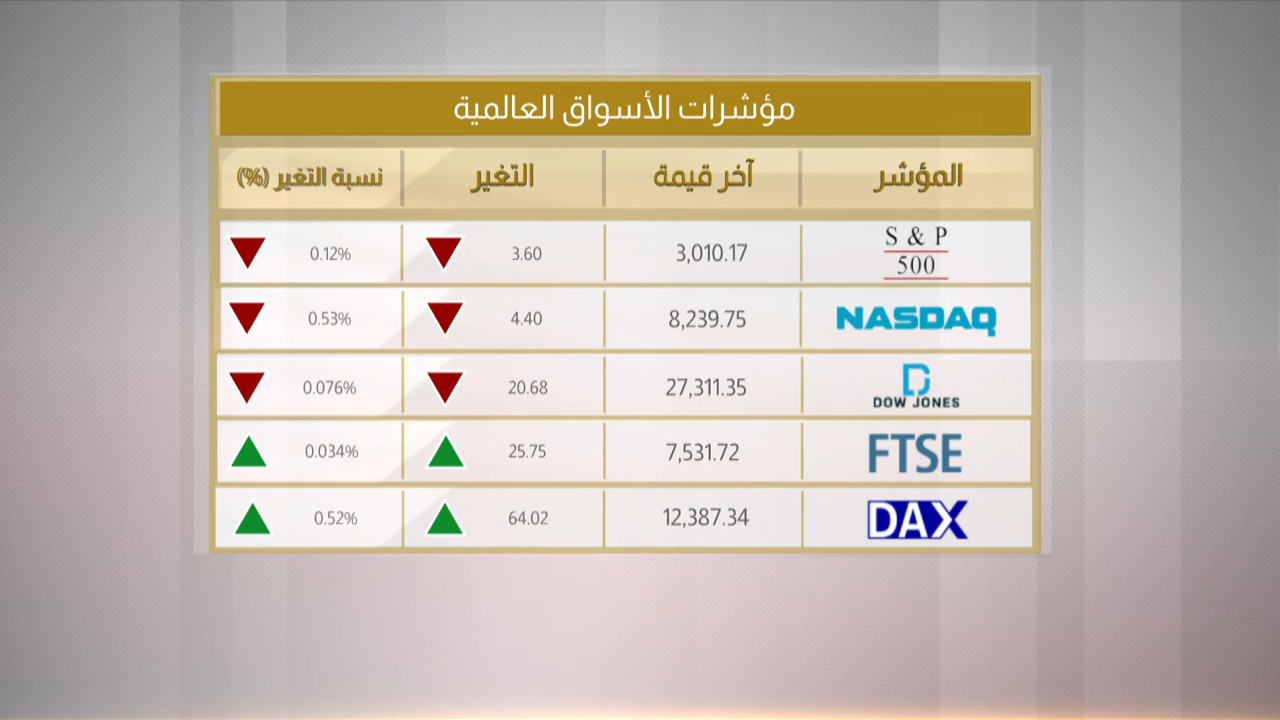 مؤشرات الأسواق العالمية
المؤشر آخر قيمة التغير نسبة التغير (%)
S & P 500 3,010.17 3.60 0.12%
NASDAQ 8,239.75 4.40 0.53%
DOW JONES 27,311.35 20.68 0.076%
FTSE 7,531.72 25.75 0.034%
DAX 12,387.34 64.02 0.52%